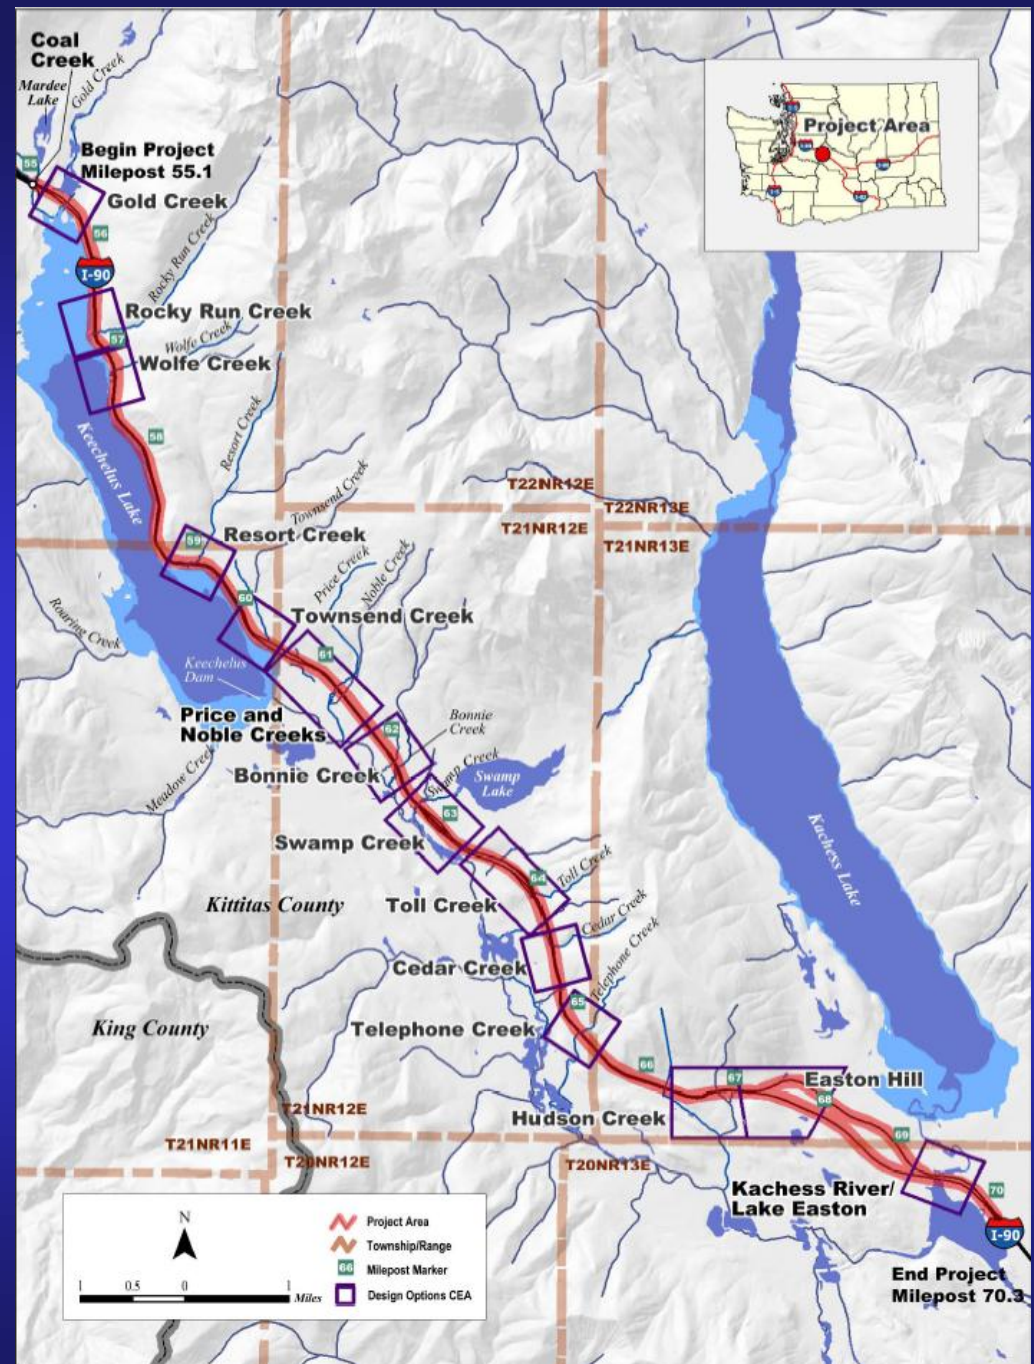 Coal
Creek
Mardee
Lake
Gold Creek
55
Begin Project
Milepost 55.1
Gold Creek
56
I-90
Rocky Run Creek
Rocky Run Creek
57
Wolfe Creek
Wolfe Creek
58
Keechelus Lake
Resort Creek
Townsend Creek
59
Resort Creek
Price Creek
Noble Creek
60
Roaring Creek
Townsend Creek
61
Keechelus
Dam
Price and
Noble Creeks
62
Bonnie
Creek
Meadow Creek
Bonnie Creek
Swamp Creek
Swamp
Lake
63
Swamp Creek
64
Toll Creek
Kittitas County
Toll Creek
Cedar Creek
Cedar Creek
Telephone Creek
65
King County
Telephone Creek
66
67
Easton Hill
68
Hudson Creek
69
Kachess Lake
Project Area
T22NR12E
T22NR13E
T21NR12E
T21NR13E
T21NR12E
T21NR11E
T20NR12E
T20NR13E
Kachess River/
Lake Easton
70
I-90
End Project
Milepost 70.3
N
1 0.5 0 1
Miles
Project Area
Township/Range
66 Milepost Marker
Design Options CEA